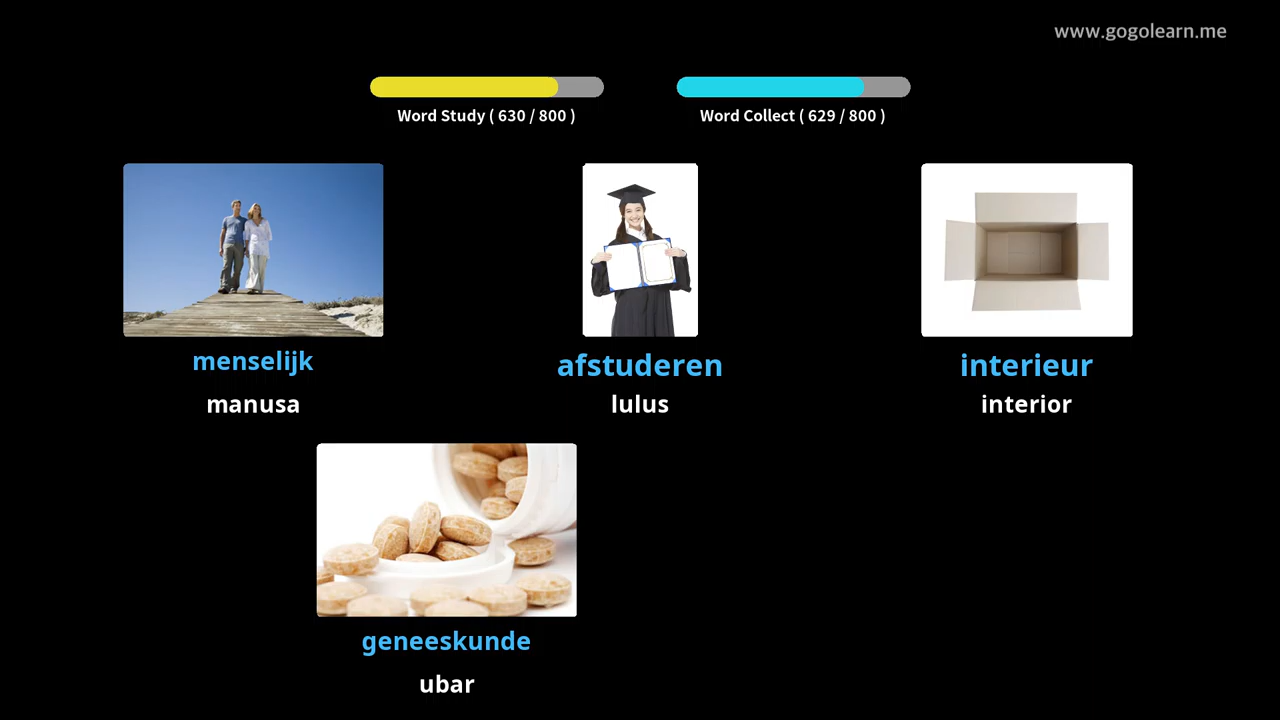 www.gogolearn.me
Word Study ( 630 / 800 )
Word Collect ( 629 / 800 )
menselijk
manusa
afstuderen
lulus
interieur
interior
geneeskunde
ubar